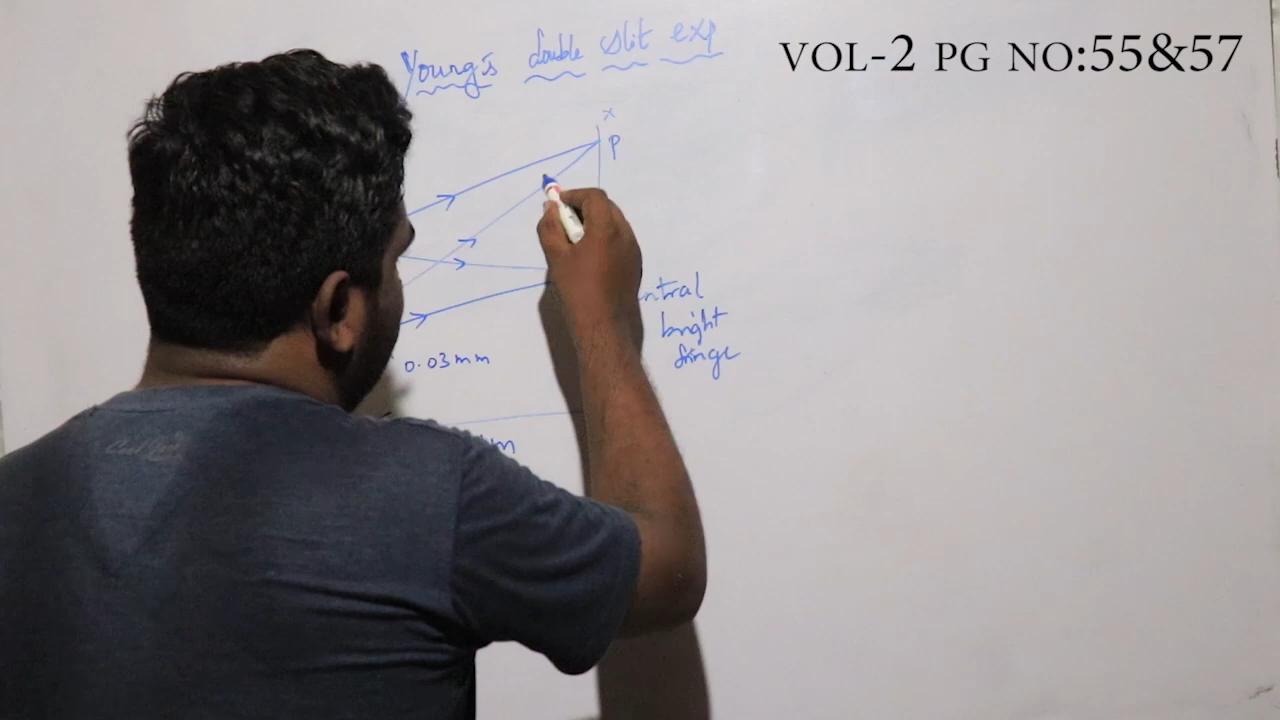 VOL-2 PG NO:55&57
Young's double slit exp
x
P
ntral
bright
fringe
0.03mm
m